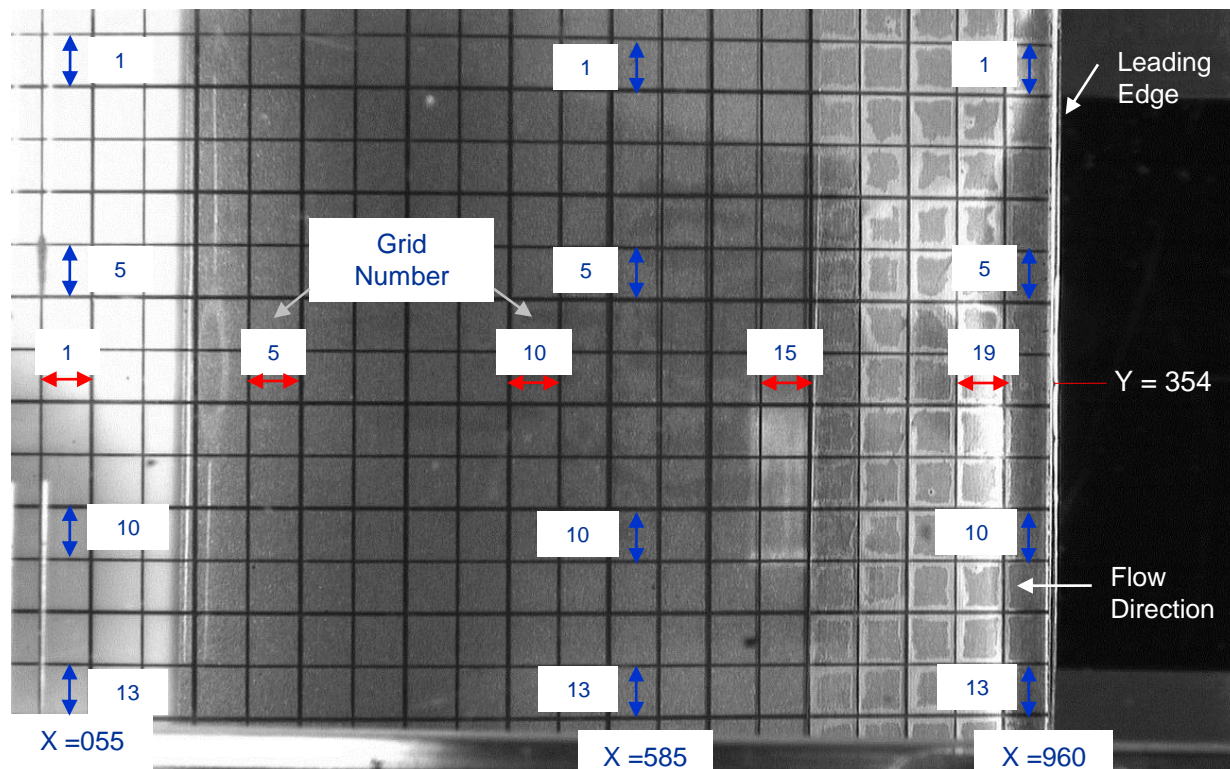 1
1
1
Leading
Edge
Grid
Number
5
5
5
1
5
10
15
19
Y = 354
10
10
10
Flow
Direction
13
13
13
X =055
X =585
X =960